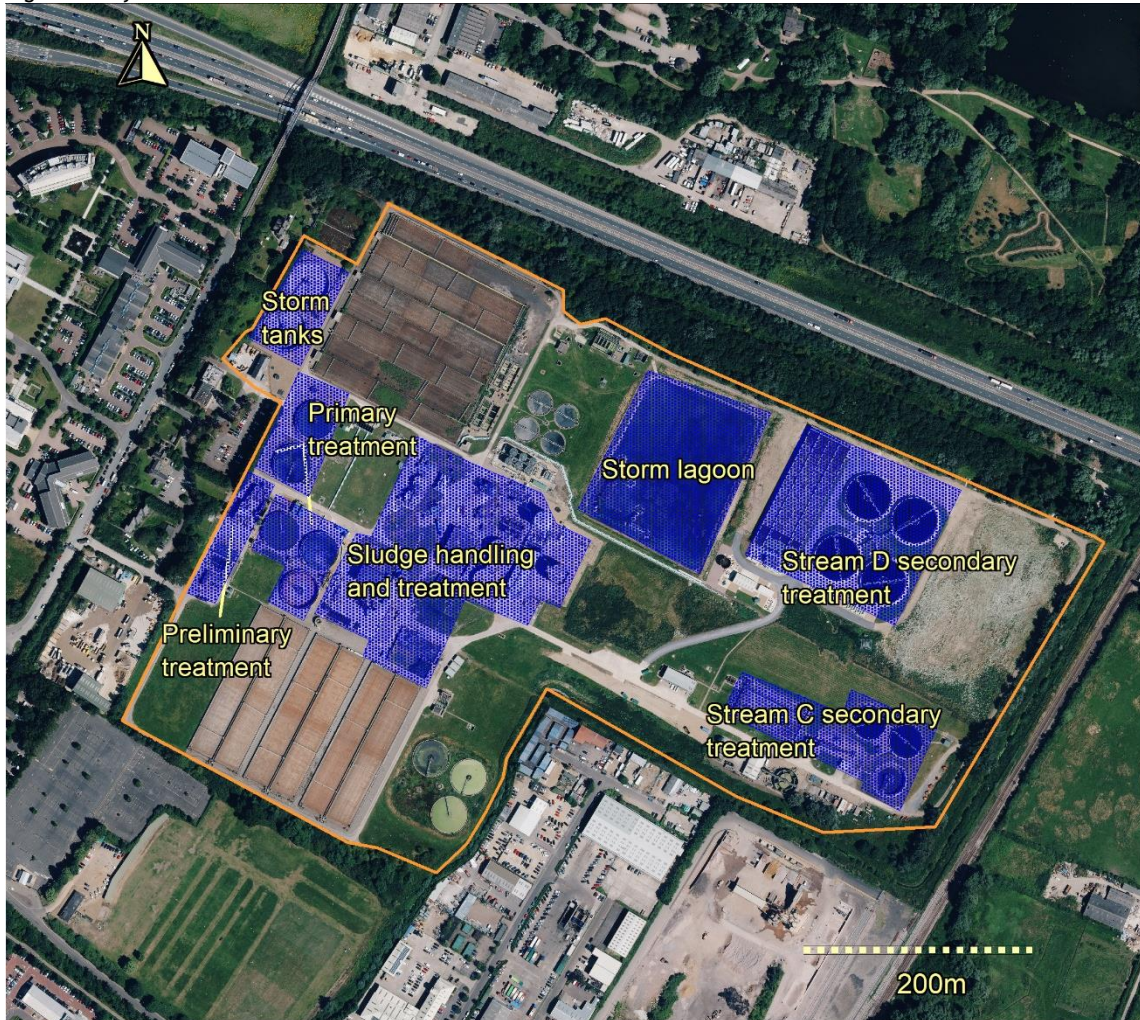 N
Storm
tanks
Primary
treatment
Storm lagoon
Sludge handling
and treatment
Stream D secondary
treatment
Preliminary
treatment
Stream C secondary
treatment
200m